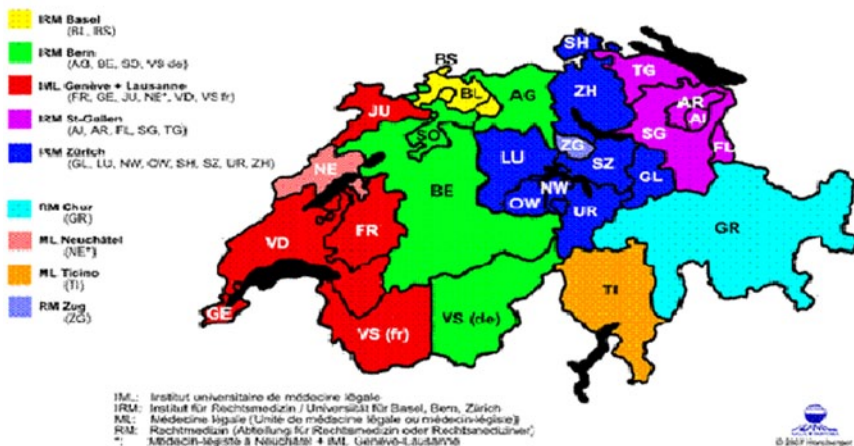 IRM Basel
(BL, BS)
IRM Bern
(AG, BE, SO, VS de)
IML Genève + Lausanne
(FR, GE, JU, NE*, VD, VS fr)
IRM St-Gallen
(AI, AR, FL, SG, TG)
IRM Zürich
(GL, LU, NW, OW, SH, SZ, UR, ZH)
RM Chur
(GR)
ML Neuchâtel
(NE*)
ML Ticino
(TI)
RM Zug
(ZG)
SH
BS
TG
BL
AG
ZH
AR
AI
JU
SO
SG
ZG
LU
SZ
FL
NE
NW
GL
BE
OW
UR
FR
GR
VD
TI
GE
VS (fr)
VS (de)
IML: Institut universitaire de médecine légale
IRM: Institut für Rechtsmedizin / Universität für Basel, Bern, Zürich
ML: Médecine légale (Unité de médecine légale ou médecin-légiste)
RM: Rechtmedizin (Abteilung für Rechtsmedizin oder Rechtsmediziner)
*: Médecin-légiste à Neuchâtel + IML Genève-Lausanne